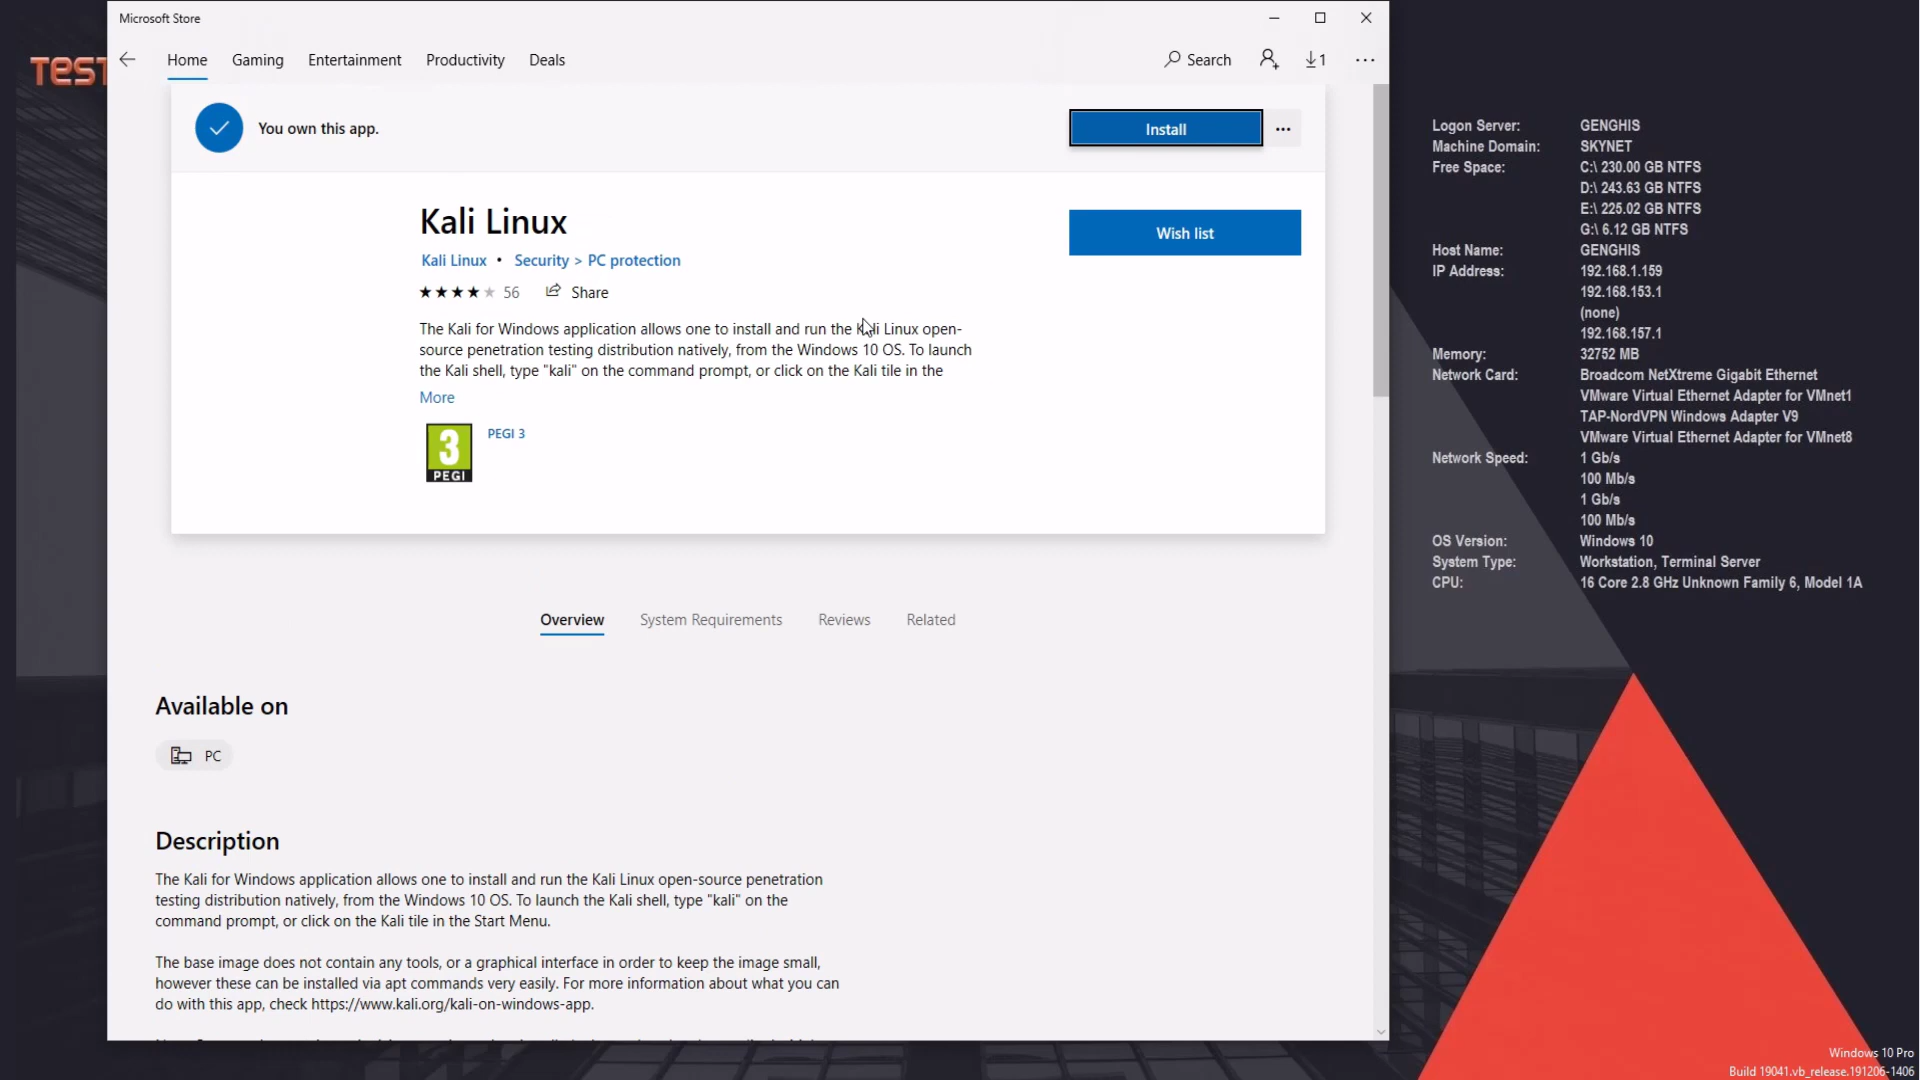 Microsoft Store
TEST
Home Gaming Entertainment Productivity Deals Search 1
You own this app. Install
Kali Linux
Wish list
Kali Linux • Security > PC protection
56 Share
The Kali for Windows application allows one to install and run the Kali Linux open-
source penetration testing distribution natively, from the Windows 10 OS. To launch
the Kali shell, type "kali" on the command prompt, or click on the Kali tile in the
More
3
PEGI
PEGI 3
Overview System Requirements Reviews Related
Available on
PC
Description
The Kali for Windows application allows one to install and run the Kali Linux open-source penetration
testing distribution natively, from the Windows 10 OS. To launch the Kali shell, type "kali" on the
command prompt, or click on the Kali tile in the Start Menu.
The base image does not contain any tools, or a graphical interface in order to keep the image small,
however these can be installed via apt commands very easily. For more information about what you can
do with this app, check https://www.kali.org/kali-on-windows-app.
Logon Server: GENGHIS
Machine Domain: SKYNET
Free Space: C:\ 230.00 GB NTFS
D:\ 243.63 GB NTFS
E:\ 225.02 GB NTFS
G:\ 6.12 GB NTFS
Host Name: GENGHIS
IP Address: 192.168.1.159
192.168.153.1
(none)
192.168.157.1
Memory: 32752 MB
Network Card: Broadcom NetXtreme Gigabit Ethernet
VMware Virtual Ethernet Adapter for VMnet1
TAP-NordVPN Windows Adapter V9
VMware Virtual Ethernet Adapter for VMnet8
Network Speed: 1 Gb/s
100 Mb/s
1 Gb/s
100 Mb/s
OS Version: Windows 10
System Type: Workstation, Terminal Server
CPU: 16 Core 2.8 GHz Unknown Family 6, Model 1A
Windows 10 Pro
Build 19041.vb_release.191206-1406